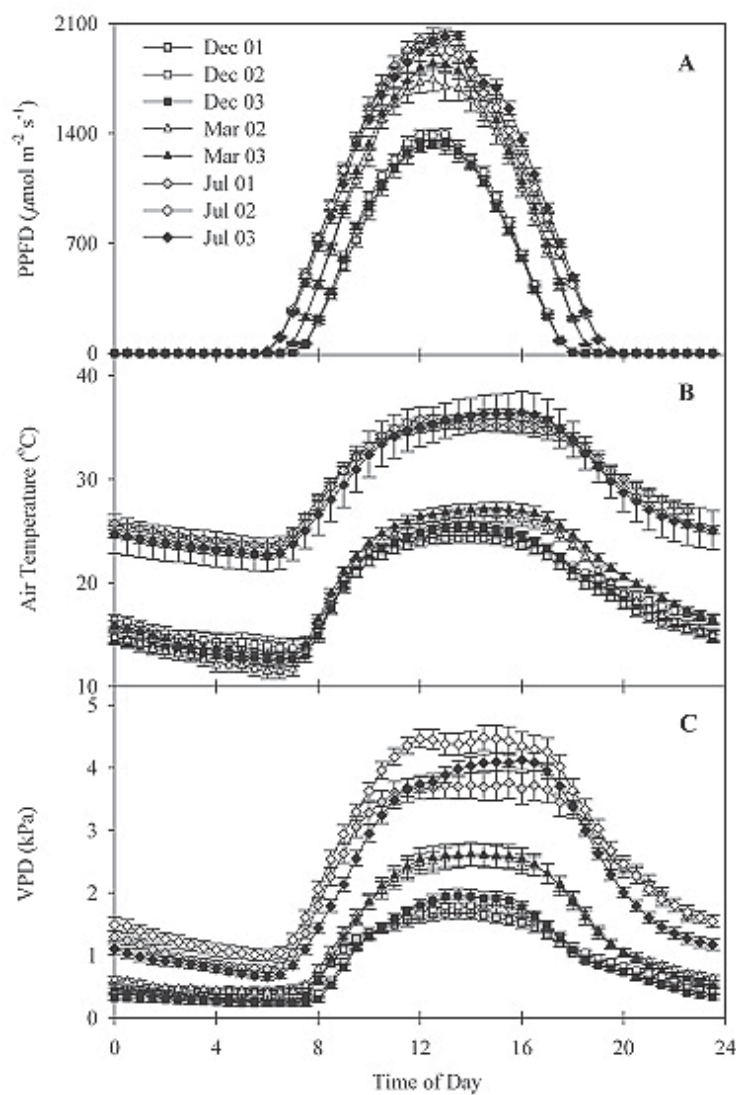 2100
1400
700
0
PPFD (μmol m⁻² s⁻¹)
A
Dec 01
Dec 02
Dec 03
Mar 02
Mar 03
Jul 01
Jul 02
Jul 03
40
30
20
10
Air Temperature (°C)
B
5
4
3
2
1
0
VPD (kPa)
C
0 4 8 12 16 20 24
Time of Day